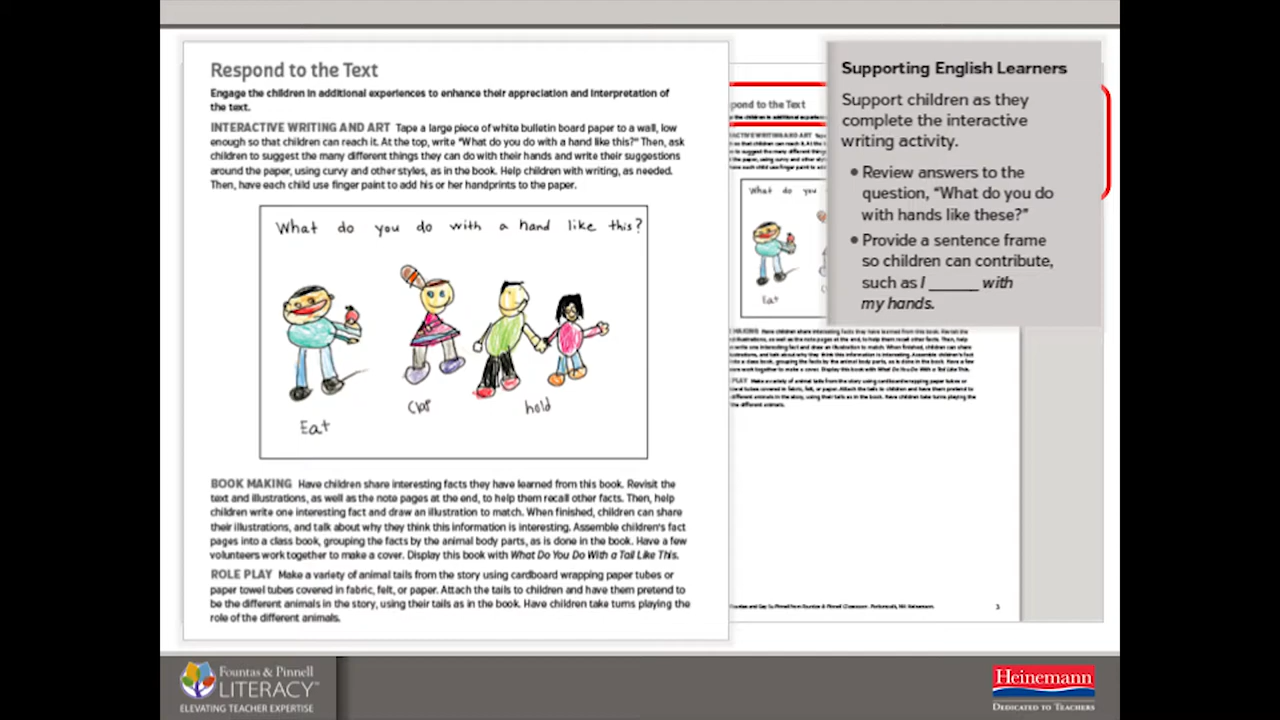 Respond to the Text
Engage the children in additional experiences to enhance their appreciation and interpretation of
the text.
INTERACTIVE WRITING AND ART Tape a large piece of white bulletin board paper to a wall, low
enough so that children can reach it. At the top, write "What do you do with a hand like this?" Then, ask
children to suggest the many different things they can do with their hands and write their suggestions
around the paper, using curvy and other styles, as in the book. Help children with writing, as needed.
Then, have each child use finger paint to add his or her handprints to the paper.
What do you do with a hand like this?
Eat
Clap
hold
BOOK MAKING Have children share interesting facts they have learned from this book. Revisit the
text and illustrations, as well as the note pages at the end, to help them recall other facts. Then, help
children write one interesting fact and draw an illustration to match. When finished, children can share
their illustrations, and talk about why they think this information is interesting. Assemble children's fact
pages into a class book, grouping the facts by the animal body parts, as is done in the book. Have a few
volunteers work together to make a cover. Display this book with What Do You Do With a Tail Like This.
ROLE PLAY Make a variety of animal tails from the story using cardboard wrapping paper tubes or
paper towel tubes covered in fabric, felt, or paper. Attach the tails to children and have them pretend to
be the different animals in the story, using their tails as in the book. Have children take turns playing the
role of the different animals.
Supporting English Learners
Support children as they
complete the interactive
writing activity.
• Review answers to the
question, "What do you do
with hands like these?"
• Provide a sentence frame
so children can contribute,
such as I ______ with
my hands.
pond to the Text
What do you
Eat
3
Fountas & Pinnell
LITERACY™
ELEVATING TEACHER EXPERTISE
Heinemann
DEDICATED TO TEACHERS